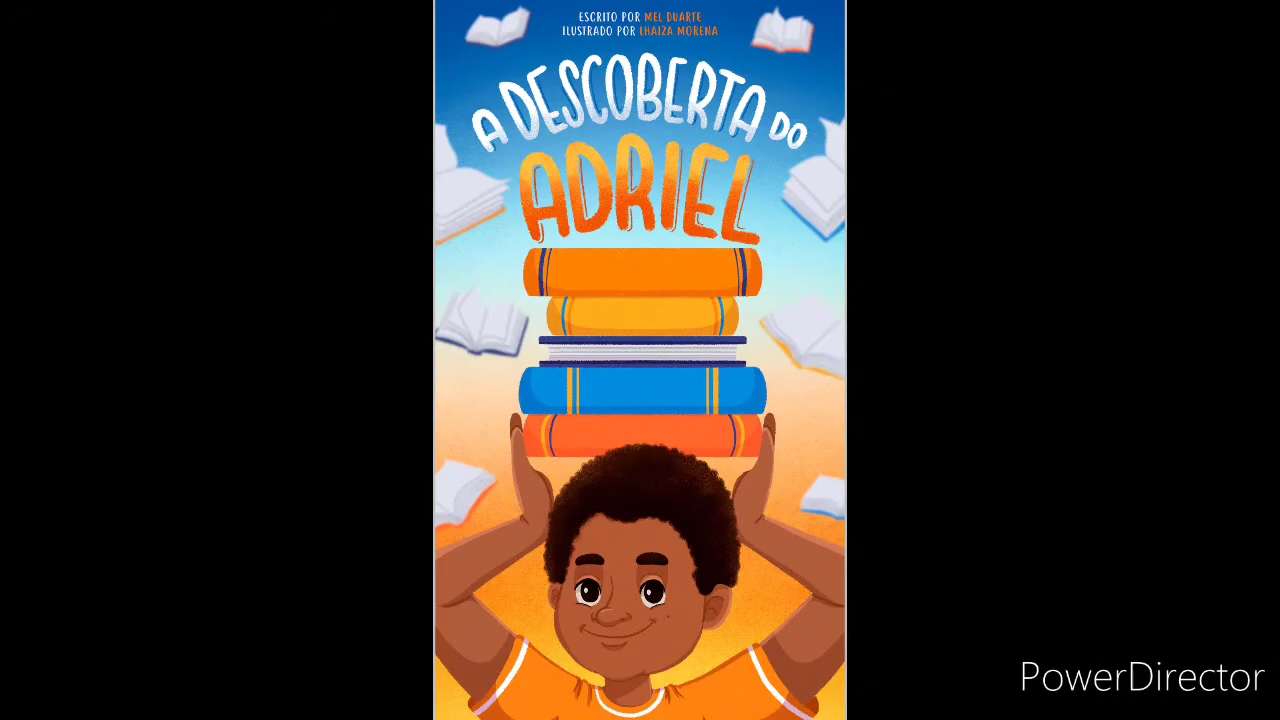 ESCRITO POR MEL DUARTE
ILUSTRADO POR LHAIZA MORENA
A DESCOBERTA DO
ADRIEL
PowerDirector